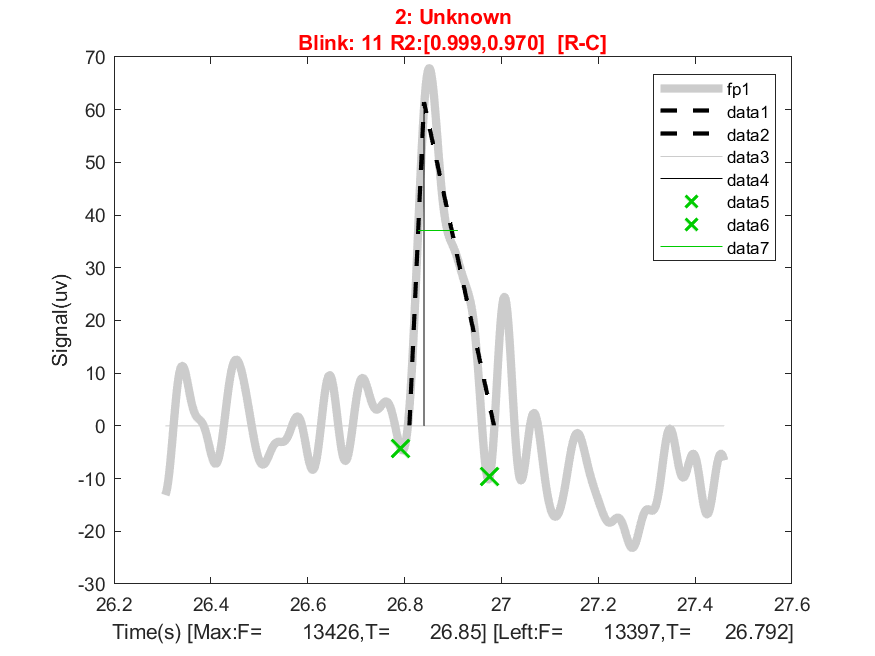 2: Unknown
Blink: 11 R2:[0.999,0.970] [R-C]
70
60
50
40
30
20
10
0
-10
-20
-30
Signal(uv)
fp1
data1
data2
data3
data4
data5
data6
data7
26.2 26.4 26.6 26.8 27 27.2 27.4 27.6
Time(s) [Max:F= 13426,T= 26.85] [Left:F= 13397,T= 26.792]